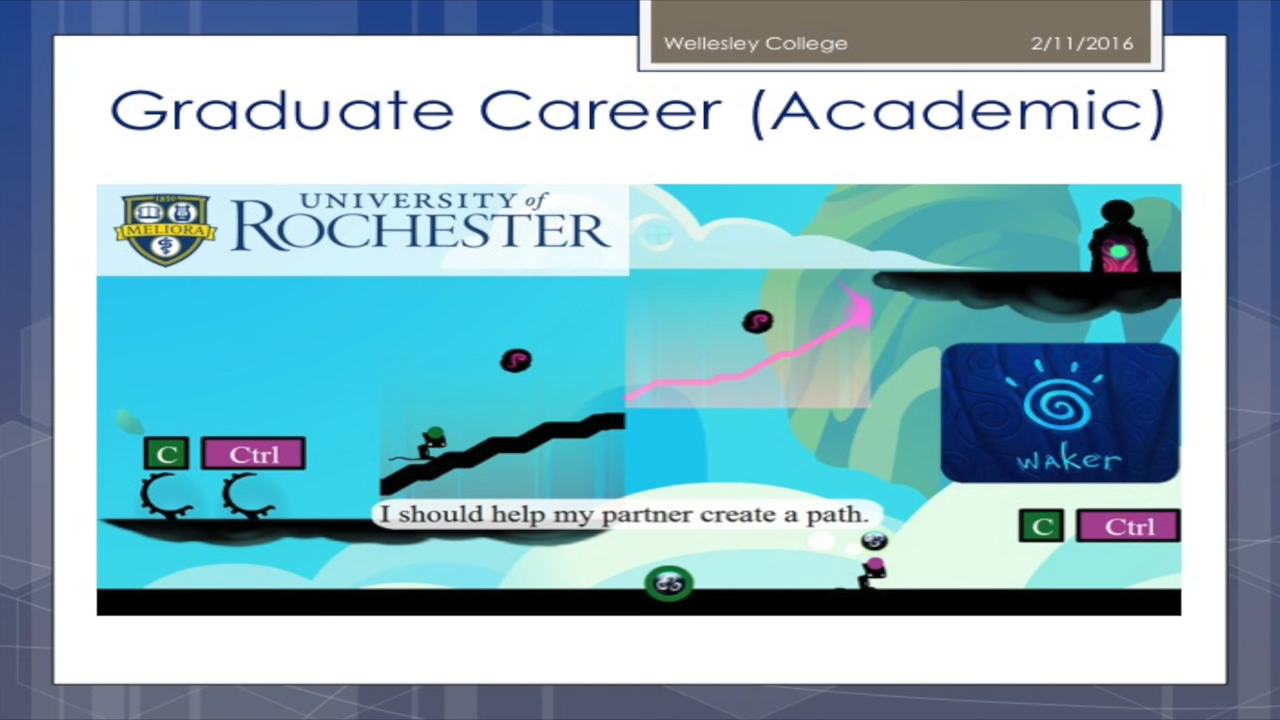 Wellesley College 2/11/2016
Graduate Career (Academic)
1850
MELIORA
UNIVERSITY of
ROCHESTER
C Ctrl
waker
I should help my partner create a path.
C Ctrl